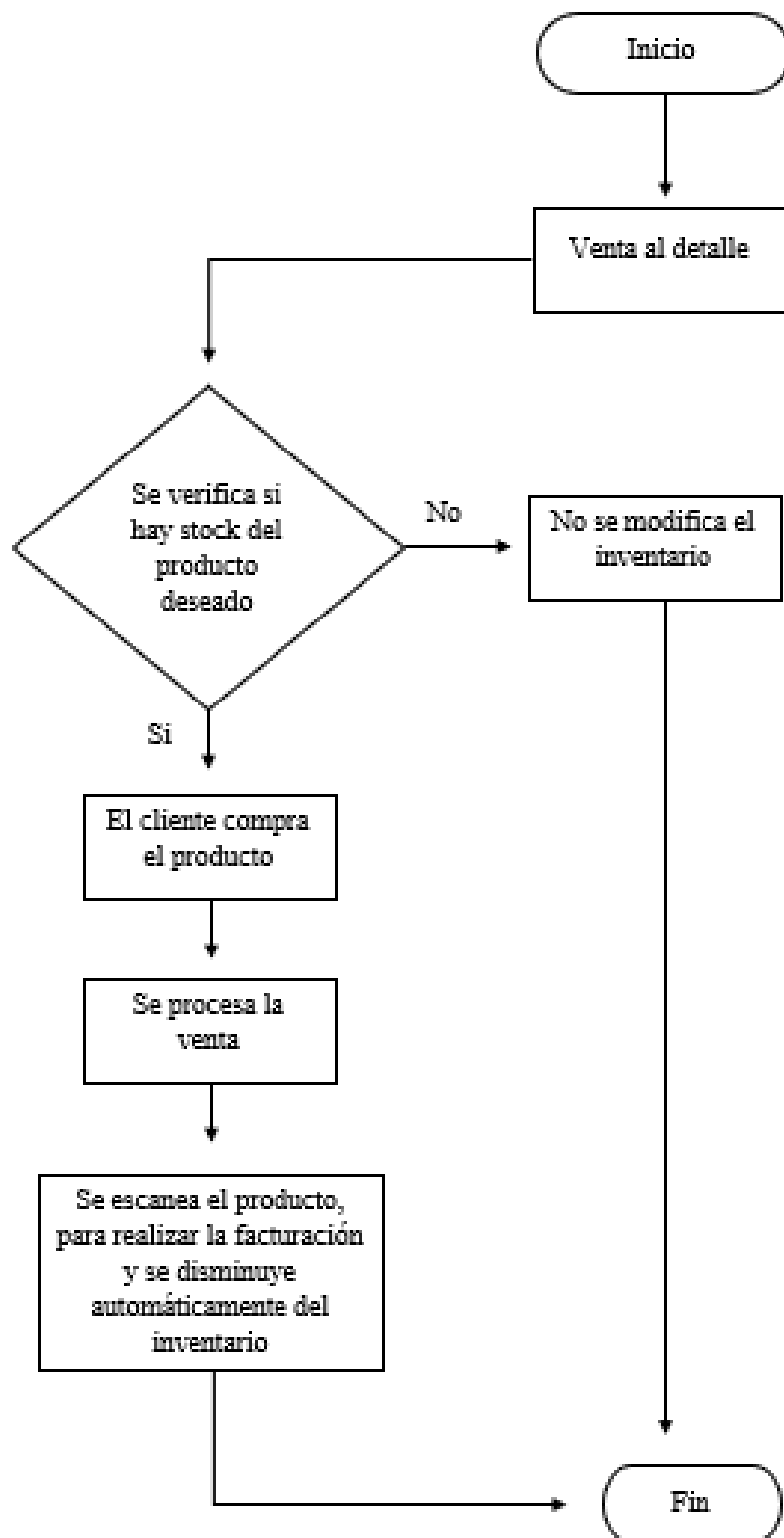 Inicio
Venta al detalle
Se verifica si
hay stock del
producto
deseado
No
No se modifica el
inventario
Si
El cliente compra
el producto
Se procesa la
venta
Se escanea el producto,
para realizar la facturación
y se disminuye
automáticamente del
inventario
Fin